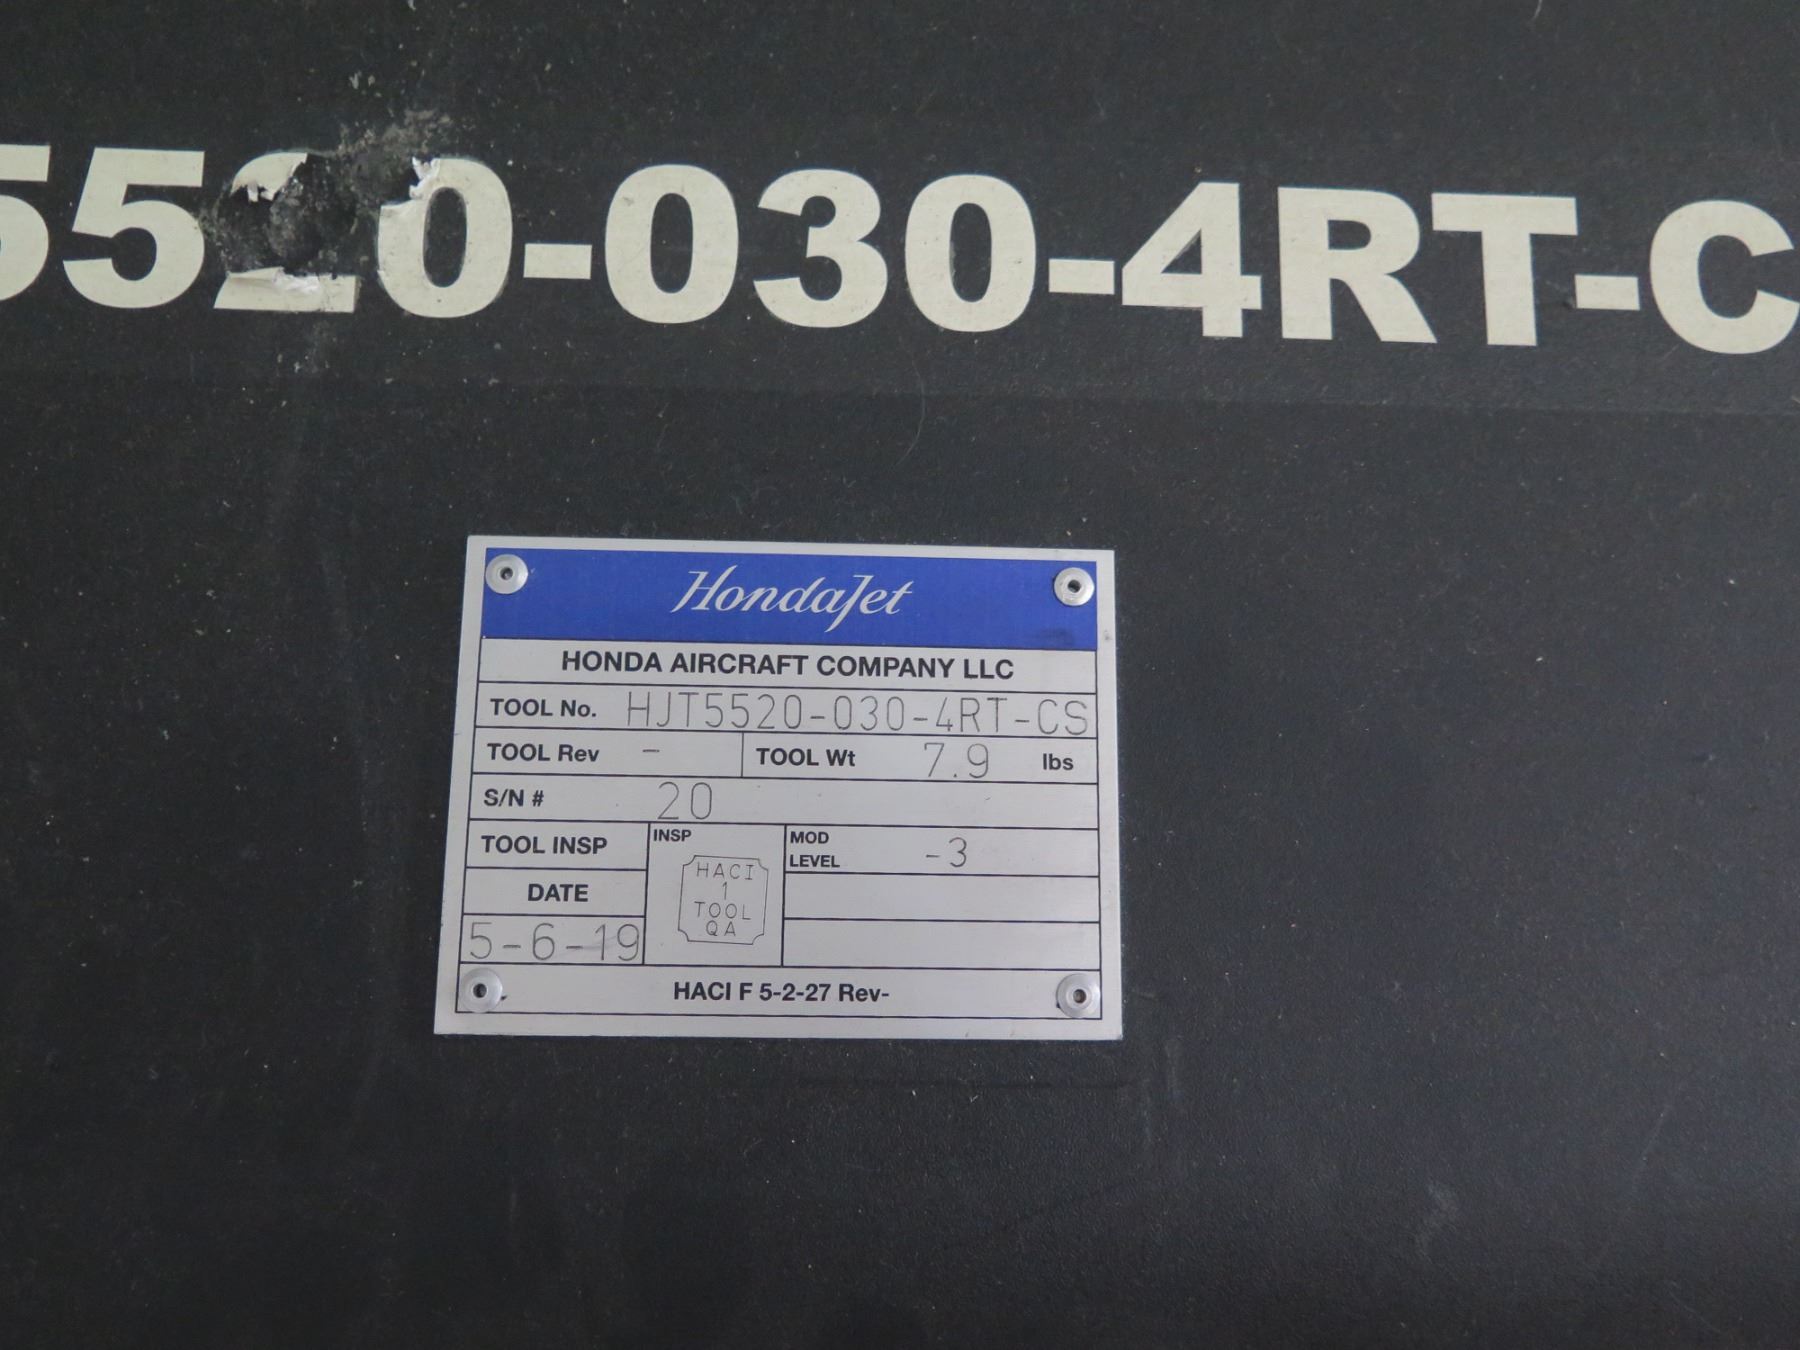 5520-030-4RT-C
HondaJet
HONDA AIRCRAFT COMPANY LLC
TOOL No. HJT5520-030-4RT-CS
TOOL Rev - TOOL Wt 7.9 lbs
S/N # 20
TOOL INSP
DATE
5-6-19
INSP
HACI
1
TOOL
QA
MOD
LEVEL -3
HACI F 5-2-27 Rev-